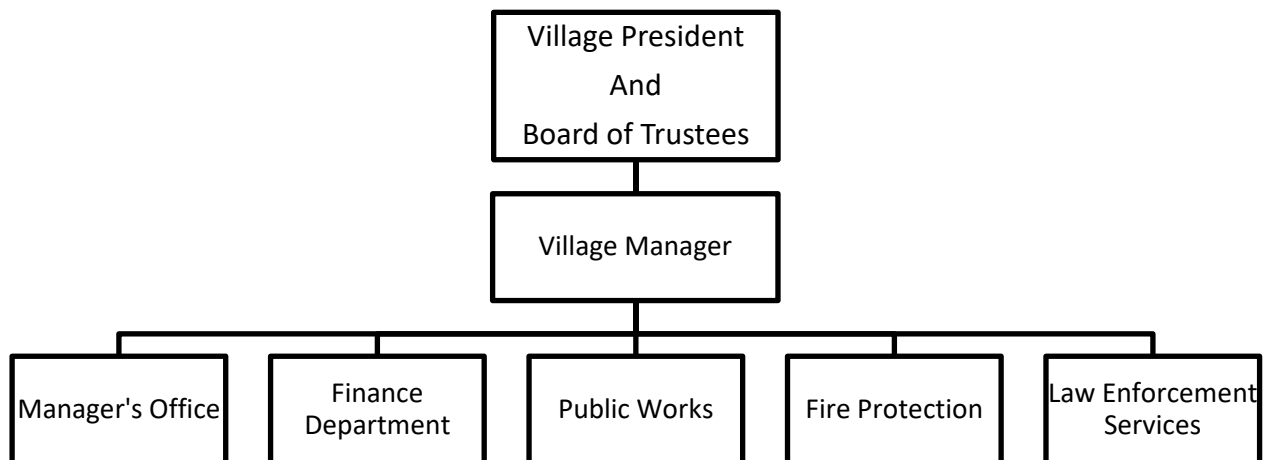 Village President
And
Board of Trustees
Village Manager
Manager's Office
Finance
Department
Public Works
Fire Protection
Law Enforcement
Services